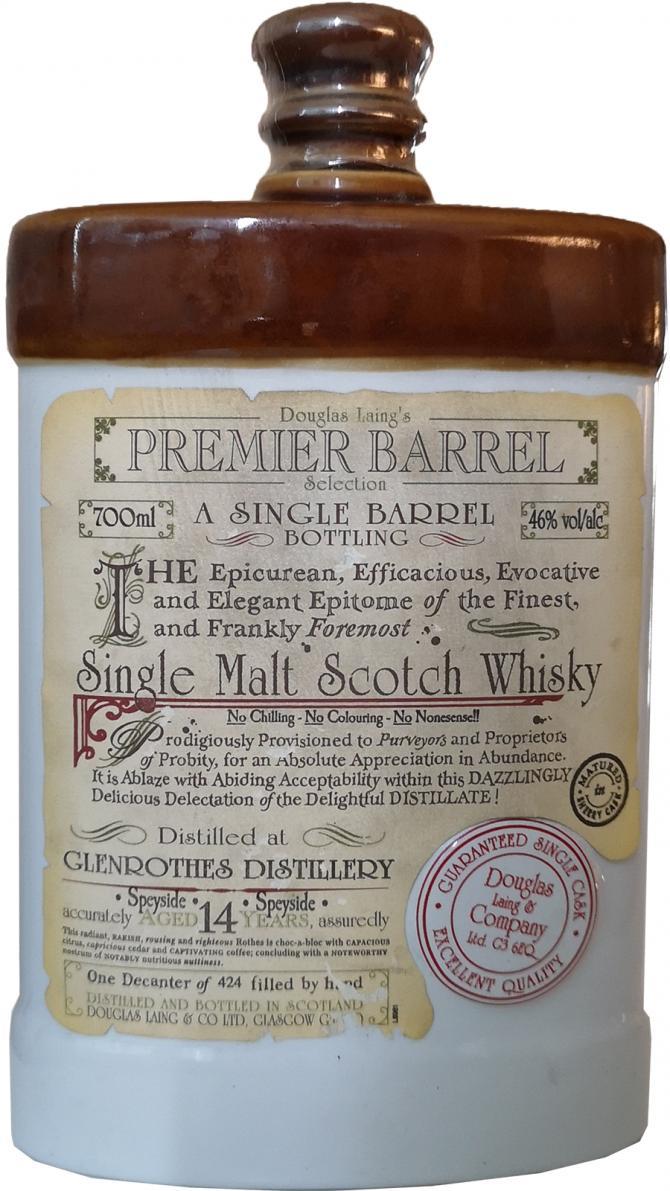 Douglas Laing's
PREMIER BARREL
Selection
700ml
A SINGLE BARREL
BOTTLING
46% vol/alc
THE Epicurean, Efficacious, Evocative
and Elegant Epitome of the Finest,
and Frankly Foremost
Single Malt Scotch Whisky
No Chilling - No Colouring - No Nonesense!!
Prodigiously Provisioned to Purveyors and Proprietors
of Probity, for an Absolute Appreciation in Abundance.
It is Ablaze with Abiding Acceptability within this DAZZLINGLY
Delicious Delectation of the Delightful DISTILLATE !
MATURED
in
SHERRY CASK
Distilled at
GLENROTHES DISTILLERY
• Speyside • • Speyside •
accurately AGED 14 YEARS, assuredly
This radiant, RAKISH, rousing and righteous Rothes is choc-a-bloc with CAPACIOUS
citrus, capricious cedar and CAPTIVATING coffee; concluding with a NOTEWORTHY
nostrum of NOTABLY nutritious nuttiness.
One Decanter of 424 filled by h nd
DISTILLED AND BOTTLED IN SCOTLAND
DOUGLAS LAING & CO LTD, GLASGOW G
• GUARANTEED SINGLE CASK •
Douglas
Laing &
Company
Ltd. G3 6EQ
EXCELLENT QUALITY